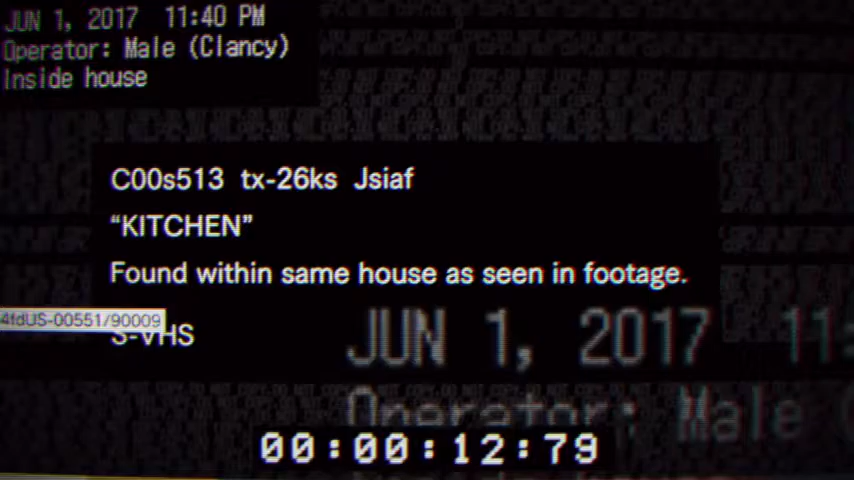 JUN 1, 2017 11:40 PM
Operator: Male (Clancy)
Inside house
C00s513 tx-26ks Jsiaf
“KITCHEN”
Found within same house as seen in footage.
4fdUS-00551/90009
S-VHS
JUN 1, 2017 11:
Operator: Male (
00:00:12:79